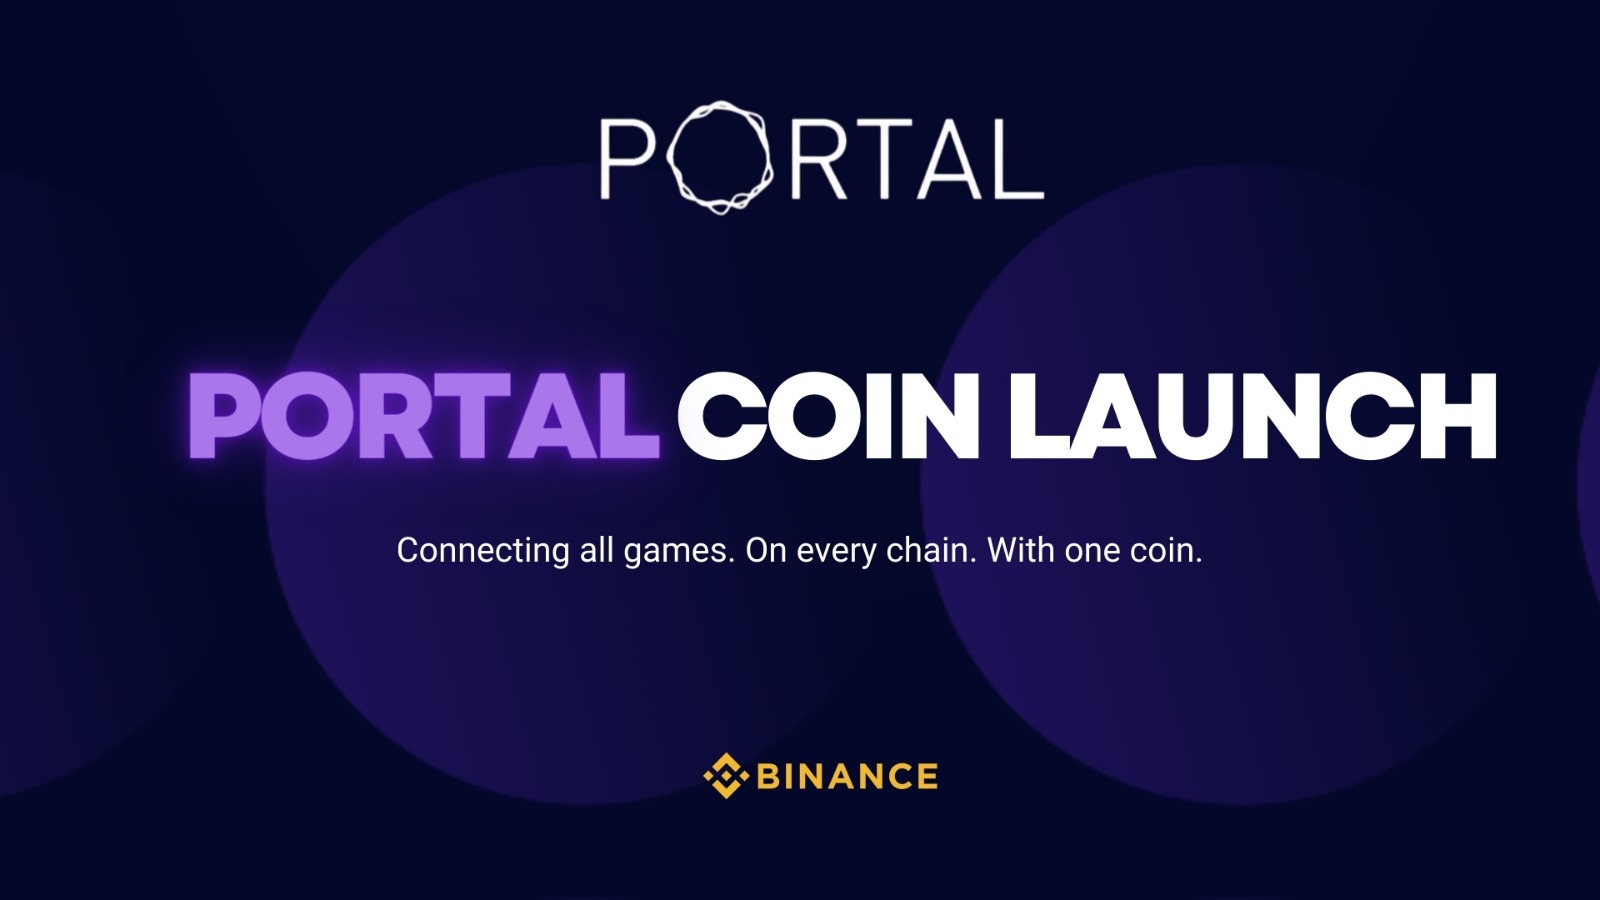 PORTAL
PORTAL COIN LAUNCH
Connecting all games. On every chain. With one coin.
BINANCE